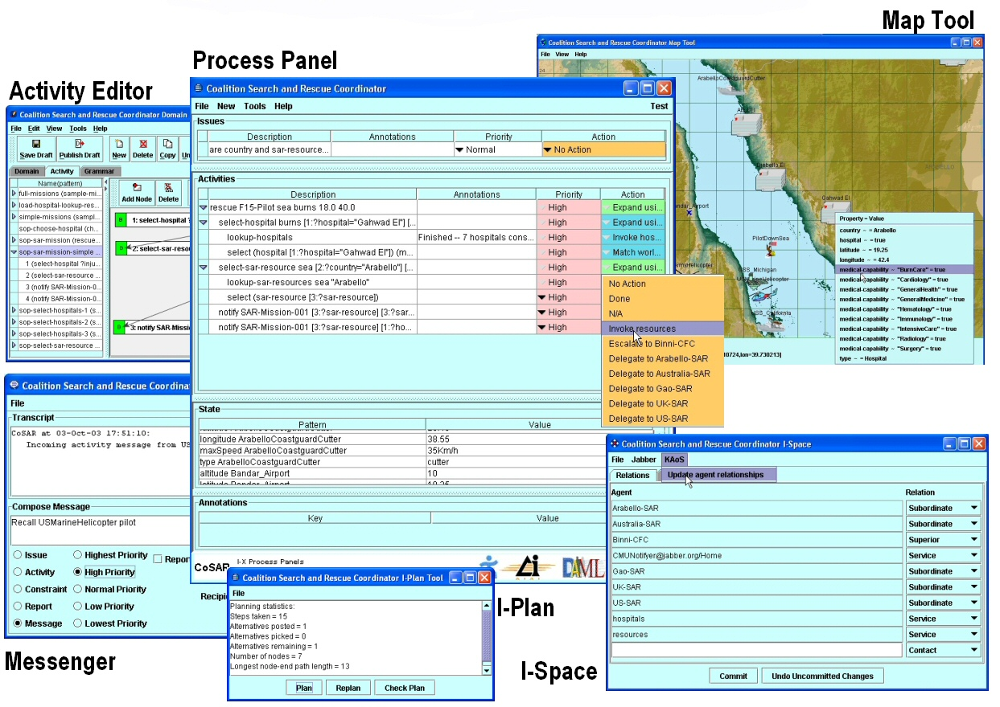 Map Tool
Process Panel
Activity Editor
Coalition Search and Rescue Coordinator Map Tool
File View Help
24
ArabelloCoastguardCutter
Abul El
Djebello El
Gahwad El
PilotDownSea
USS_Michigan
USS_California
Property = Value
country ~ = Arabello
hospital ~ = true
latitude ~ = 19.25
longitude ~ = 42.4
medical-capability ~ "BurnCare" = true
medical-capability ~ "Cardiology" = true
medical-capability ~ "GeneralHealth" = true
medical-capability ~ "GeneralMedicine" = true
medical-capability ~ "Hematology" = true
medical-capability ~ "Immunology" = true
medical-capability ~ "IntensiveCare" = true
medical-capability ~ "Radiology" = true
medical-capability ~ "Surgery" = true
type ~ = Hospital
10724,lon=39.730213]
Coalition Search and Rescue Coordinator
File New Tools Help Test
Issues
Description Annotations Priority Action
are country and sar-resource... Normal No Action
Activities
Description Annotations Priority Action
rescue F15-Pilot sea burns 18.0 40.0 High Expand usi...
select-hospital burns [1:?hospital="Gahwad El"] [... High Expand usi...
lookup-hospitals Finished -- 7 hospitals cons... High Invoke hos...
select (hospital [1:?hospital="Gahwad El"]) (m... High Match worl...
select-sar-resource sea [2:?country="Arabello"] [... High Expand usi...
lookup-sar-resources sea "Arabello" High
select (sar-resource [3:?sar-resource]) High
notify SAR-Mission-001 [3:?sar-resource] [3:?sar... High
notify SAR-Mission-001 [3:?sar-resource] [1:?ho... High
No Action
Done
N/A
Invoke resources
Escalate to Binni-CFC
Delegate to Arabello-SAR
Delegate to Australia-SAR
Delegate to Gao-SAR
Delegate to UK-SAR
Delegate to US-SAR
State
Pattern Value
longitude ArabelloCoastguardCutter 38.55
maxSpeed ArabelloCoastguardCutter 35Km/h
type ArabelloCoastguardCutter cutter
altitude Bandar_Airport 10
latitude Bandar_Airport 19.25
Annotations
Key Value
CoSAR I-X Process Panels
AiAi DAML
Coalition Search and Rescue Coordinator Domain
File Edit View Tools Help
Save Draft Publish Draft New Delete Copy Un
Domain Activity Grammar
Name(pattern)
full-missions (sample-mi...
load-hospital-lookup-res...
simple-missions (sampl...
sop-choose-hospital (ch...
sop-sar-mission (rescue...
sop-sar-mission-simple
1 (select-hospital ?inju...
2 (select-sar-resource ...
3 (notify SAR-Mission-0...
4 (notify SAR-Mission-0...
sop-select-hospitals-1 (s...
sop-select-hospitals-2 (s...
sop-select-hospitals-3 (s...
sop-select-sar-resource ...
Add Node Delete
B 1: select-hospital ?
B 2: select-sar-resou
B 3: notify SAR-Missi
Coalition Search and Rescue Coordina
File
Transcript
CoSAR at 03-Oct-03 17:51:10:
Incoming activity message from US
Compose Message
Recall USMarineHelicopter pilot
Issue Highest Priority Report
Activity High Priority
Constraint Normal Priority
Report Low Priority
Message Lowest Priority
Recipi
Messenger
Coalition Search and Rescue Coordinator I-Plan Tool
File
Planning statistics:
Steps taken = 15
Alternatives posted = 1
Alternatives picked = 0
Alternatives remaining = 1
Number of nodes = 7
Longest node-end path length = 13
Plan Replan Check Plan
I-Plan
I-Space
Coalition Search and Rescue Coordinator I-Space
File Jabber KAoS
Relations Update agent relationships
Agent Relation
Arabello-SAR Subordinate
Australia-SAR Subordinate
Binni-CFC Superior
CMUNotifyer@jabber.org/Home Service
Gao-SAR Subordinate
UK-SAR Subordinate
US-SAR Subordinate
hospitals Service
resources Service
Contact
Commit Undo Uncommitted Changes